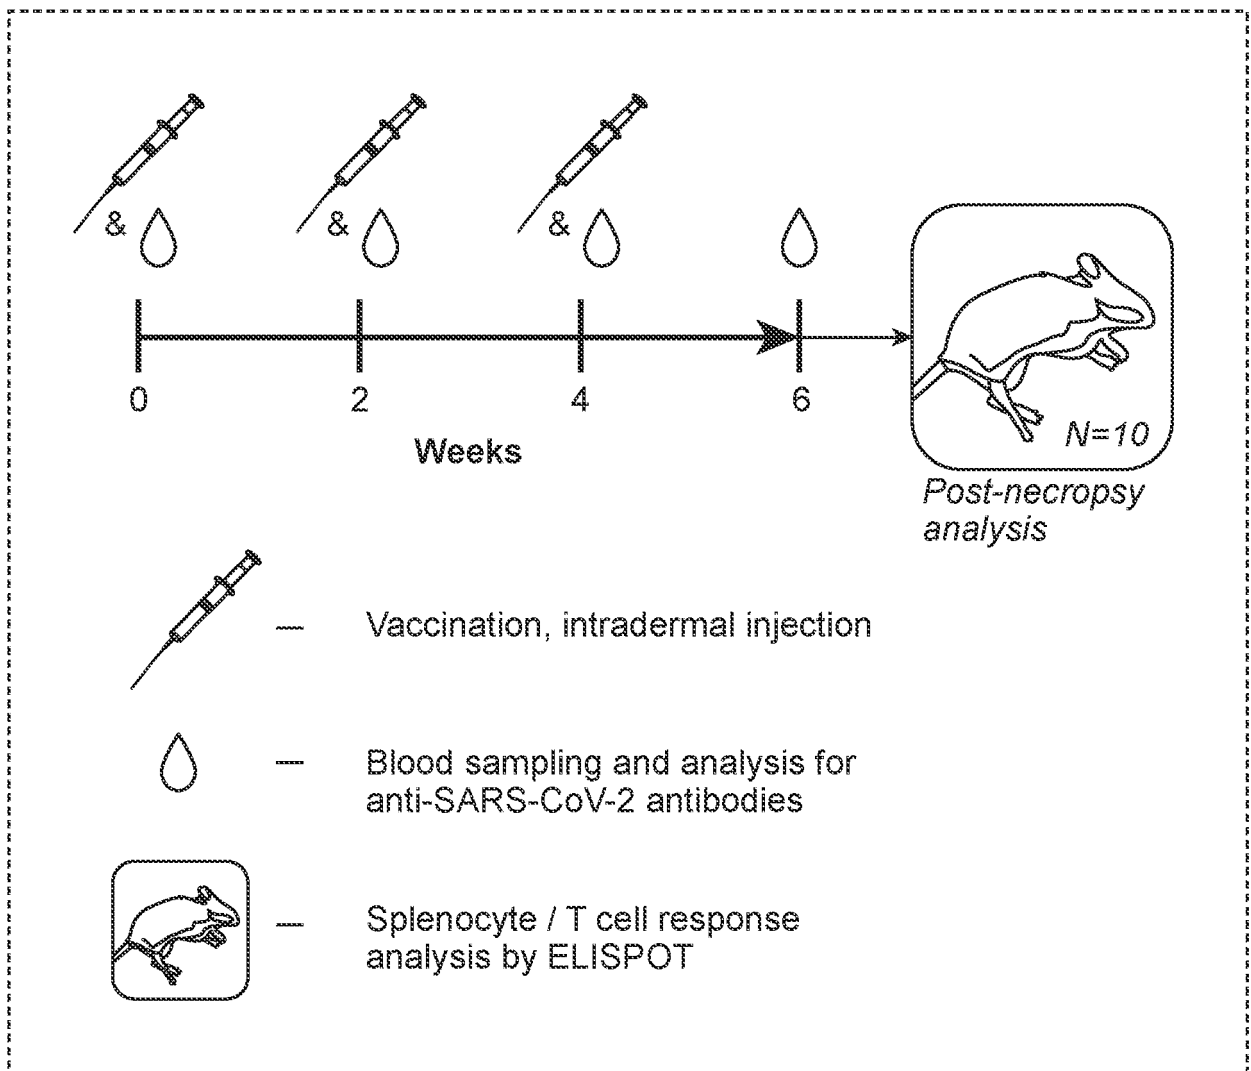 & & &
0 2 4 6
Weeks
N=10
Post-necropsy
analysis
— Vaccination, intradermal injection
— Blood sampling and analysis for
anti-SARS-CoV-2 antibodies
— Splenocyte / T cell response
analysis by ELISPOT